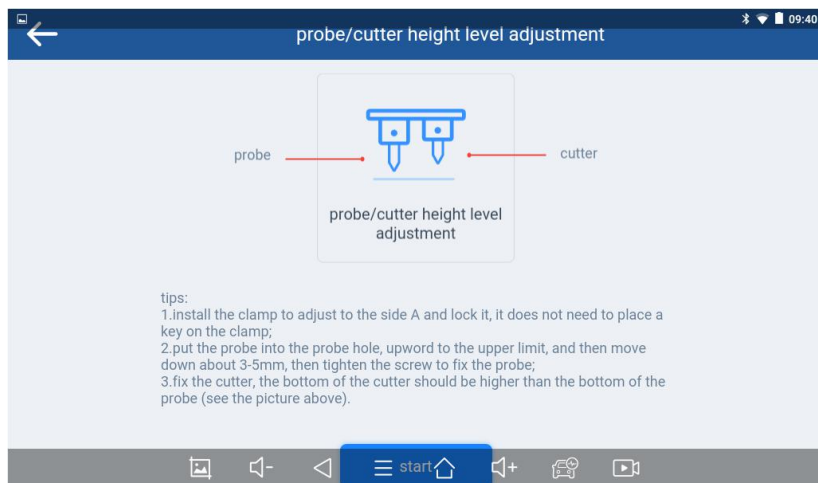 09:40
probe/cutter height level adjustment
probe
cutter
probe/cutter height level
adjustment
tips:
1.install the clamp to adjust to the side A and lock it, it does not need to place a
key on the clamp;
2.put the probe into the probe hole, upword to the upper limit, and then move
down about 3-5mm, then tighten the screw to fix the probe;
3.fix the cutter, the bottom of the cutter should be higher than the bottom of the
probe (see the picture above).
start